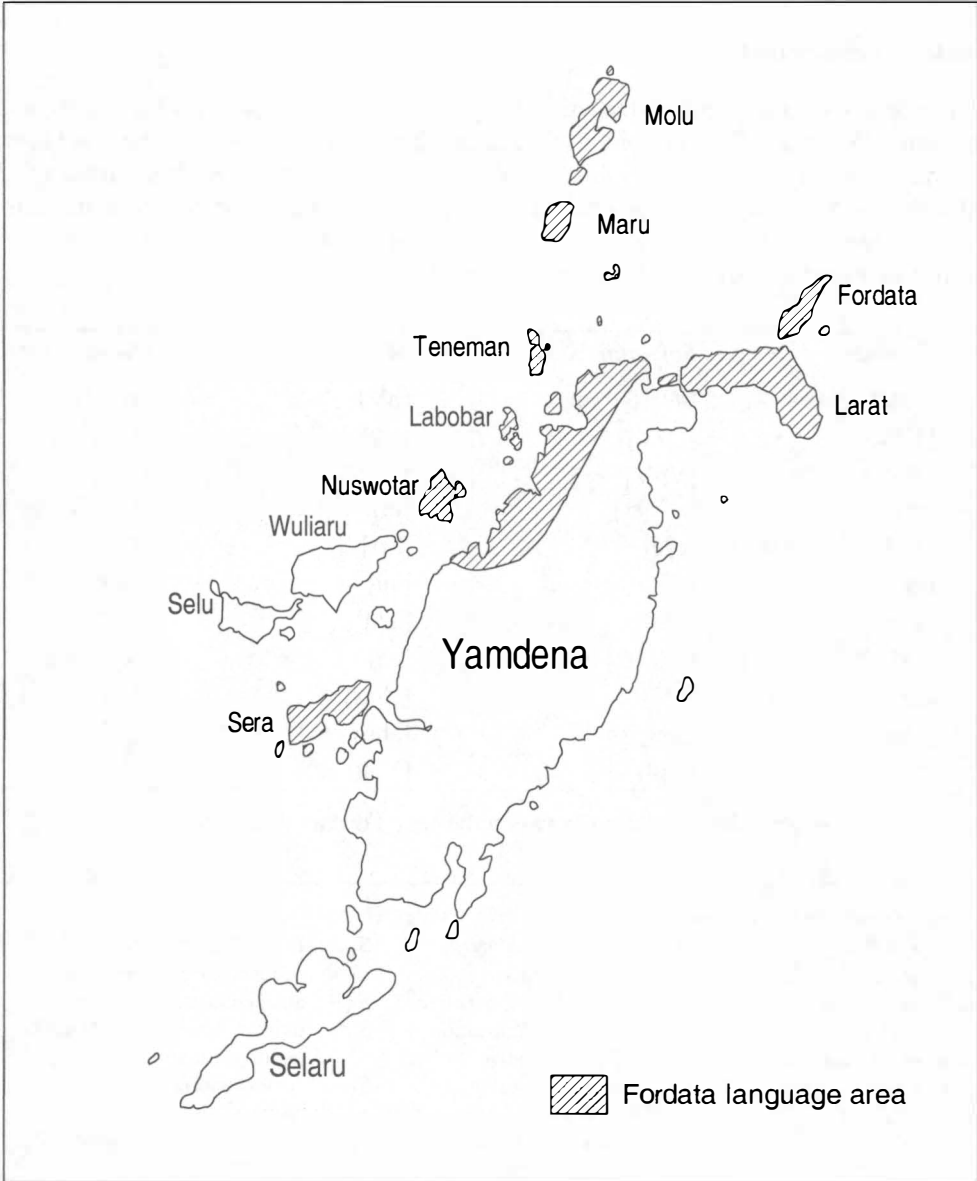 Molu
Maru
Fordata
Teneman
Larat
Labobar
Nuswotar
Wuliaru
Selu
Yamdena
Sera
Selaru
Fordata language area